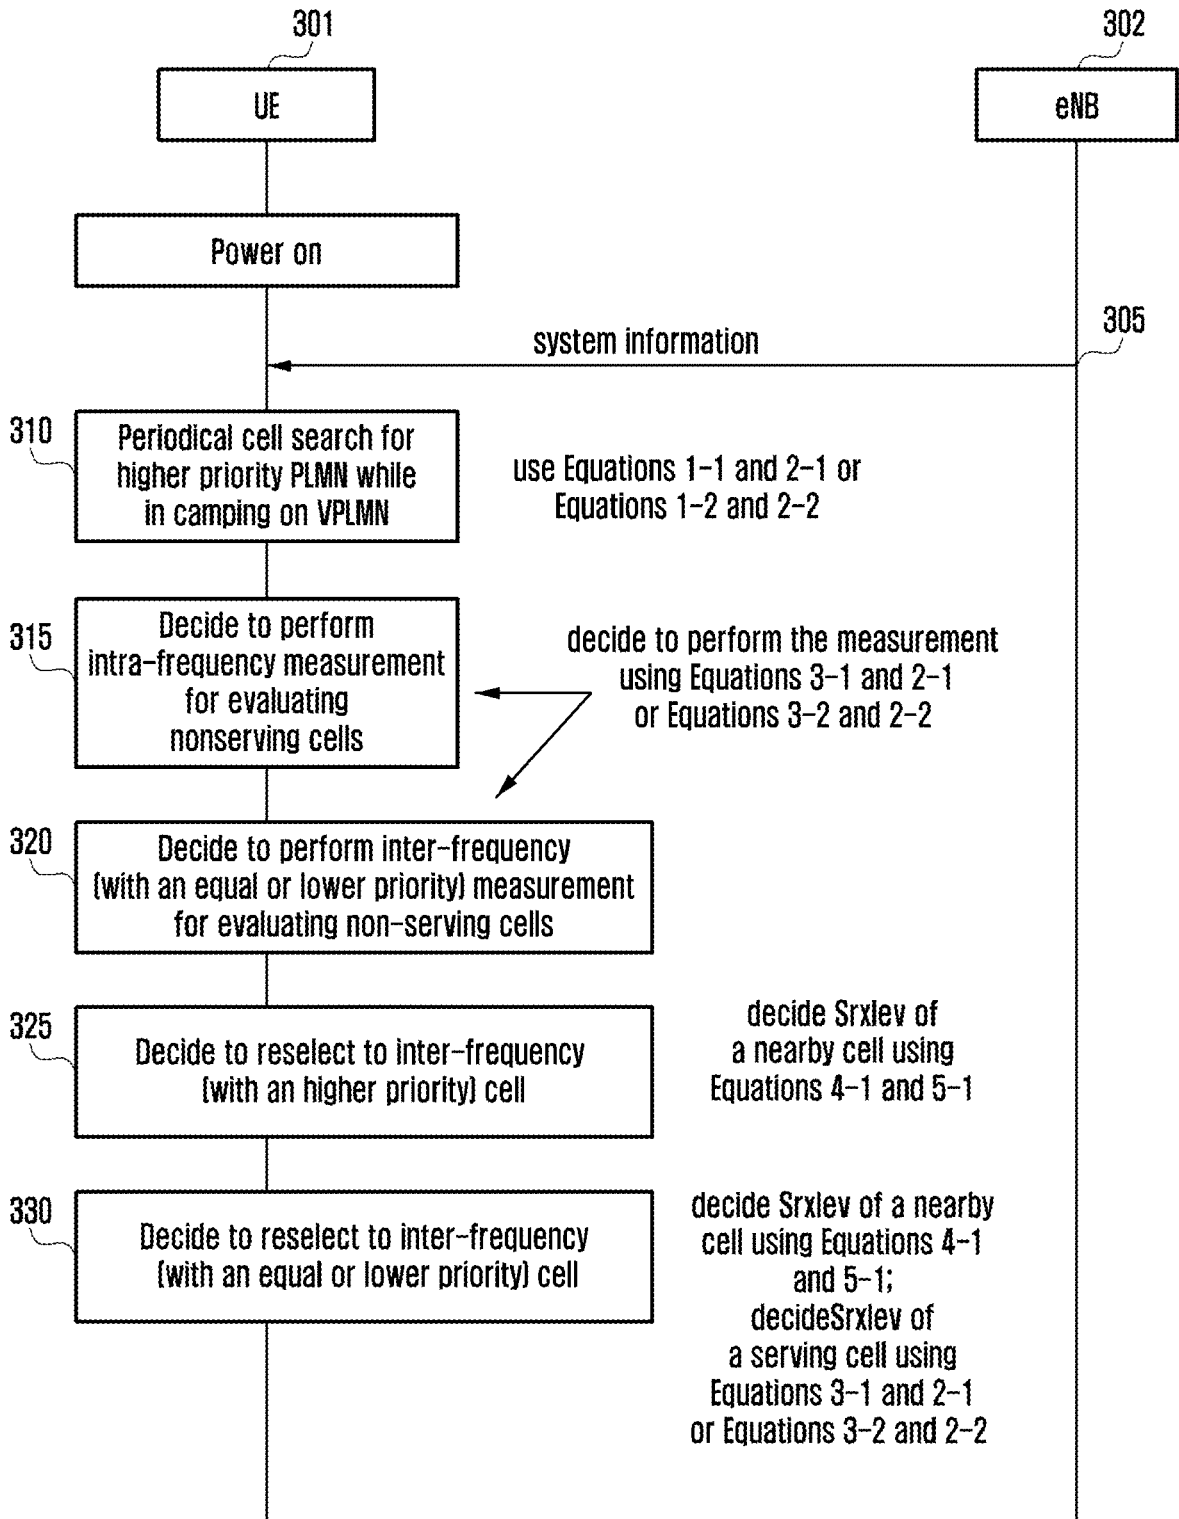 301
302
UE
eNB
Power on
305
system information
310
Periodical cell search for
higher priority PLMN while
in camping on VPLMN
use Equations 1-1 and 2-1 or
Equations 1-2 and 2-2
315
Decide to perform
intra-frequency measurement
for evaluating
nonserving cells
decide to perform the measurement
using Equations 3-1 and 2-1
or Equations 3-2 and 2-2
320
Decide to perform inter-frequency
(with an equal or lower priority) measurement
for evaluating non-serving cells
325
Decide to reselect to inter-frequency
(with an higher priority) cell
decide Srxlev of
a nearby cell using
Equations 4-1 and 5-1
330
Decide to reselect to inter-frequency
(with an equal or lower priority) cell
decide Srxlev of a nearby
cell using Equations 4-1
and 5-1;
decideSrxlev of
a serving cell using
Equations 3-1 and 2-1
or Equations 3-2 and 2-2